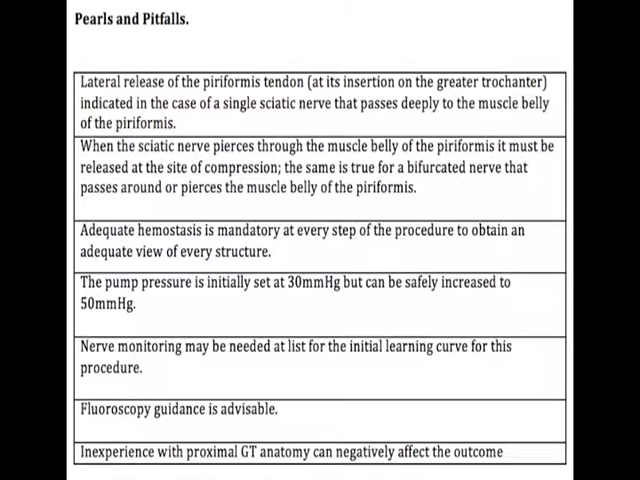 Pearls and Pitfalls.
Lateral release of the piriformis tendon (at its insertion on the greater trochanter)
indicated in the case of a single sciatic nerve that passes deeply to the muscle belly
of the piriformis.
When the sciatic nerve pierces through the muscle belly of the piriformis it must be
released at the site of compression; the same is true for a bifurcated nerve that
passes around or pierces the muscle belly of the piriformis.
Adequate hemostasis is mandatory at every step of the procedure to obtain an
adequate view of every structure.
The pump pressure is initially set at 30mmHg but can be safely increased to
50mmHg.
Nerve monitoring may be needed at list for the initial learning curve for this
procedure.
Fluoroscopy guidance is advisable.
Inexperience with proximal GT anatomy can negatively affect the outcome